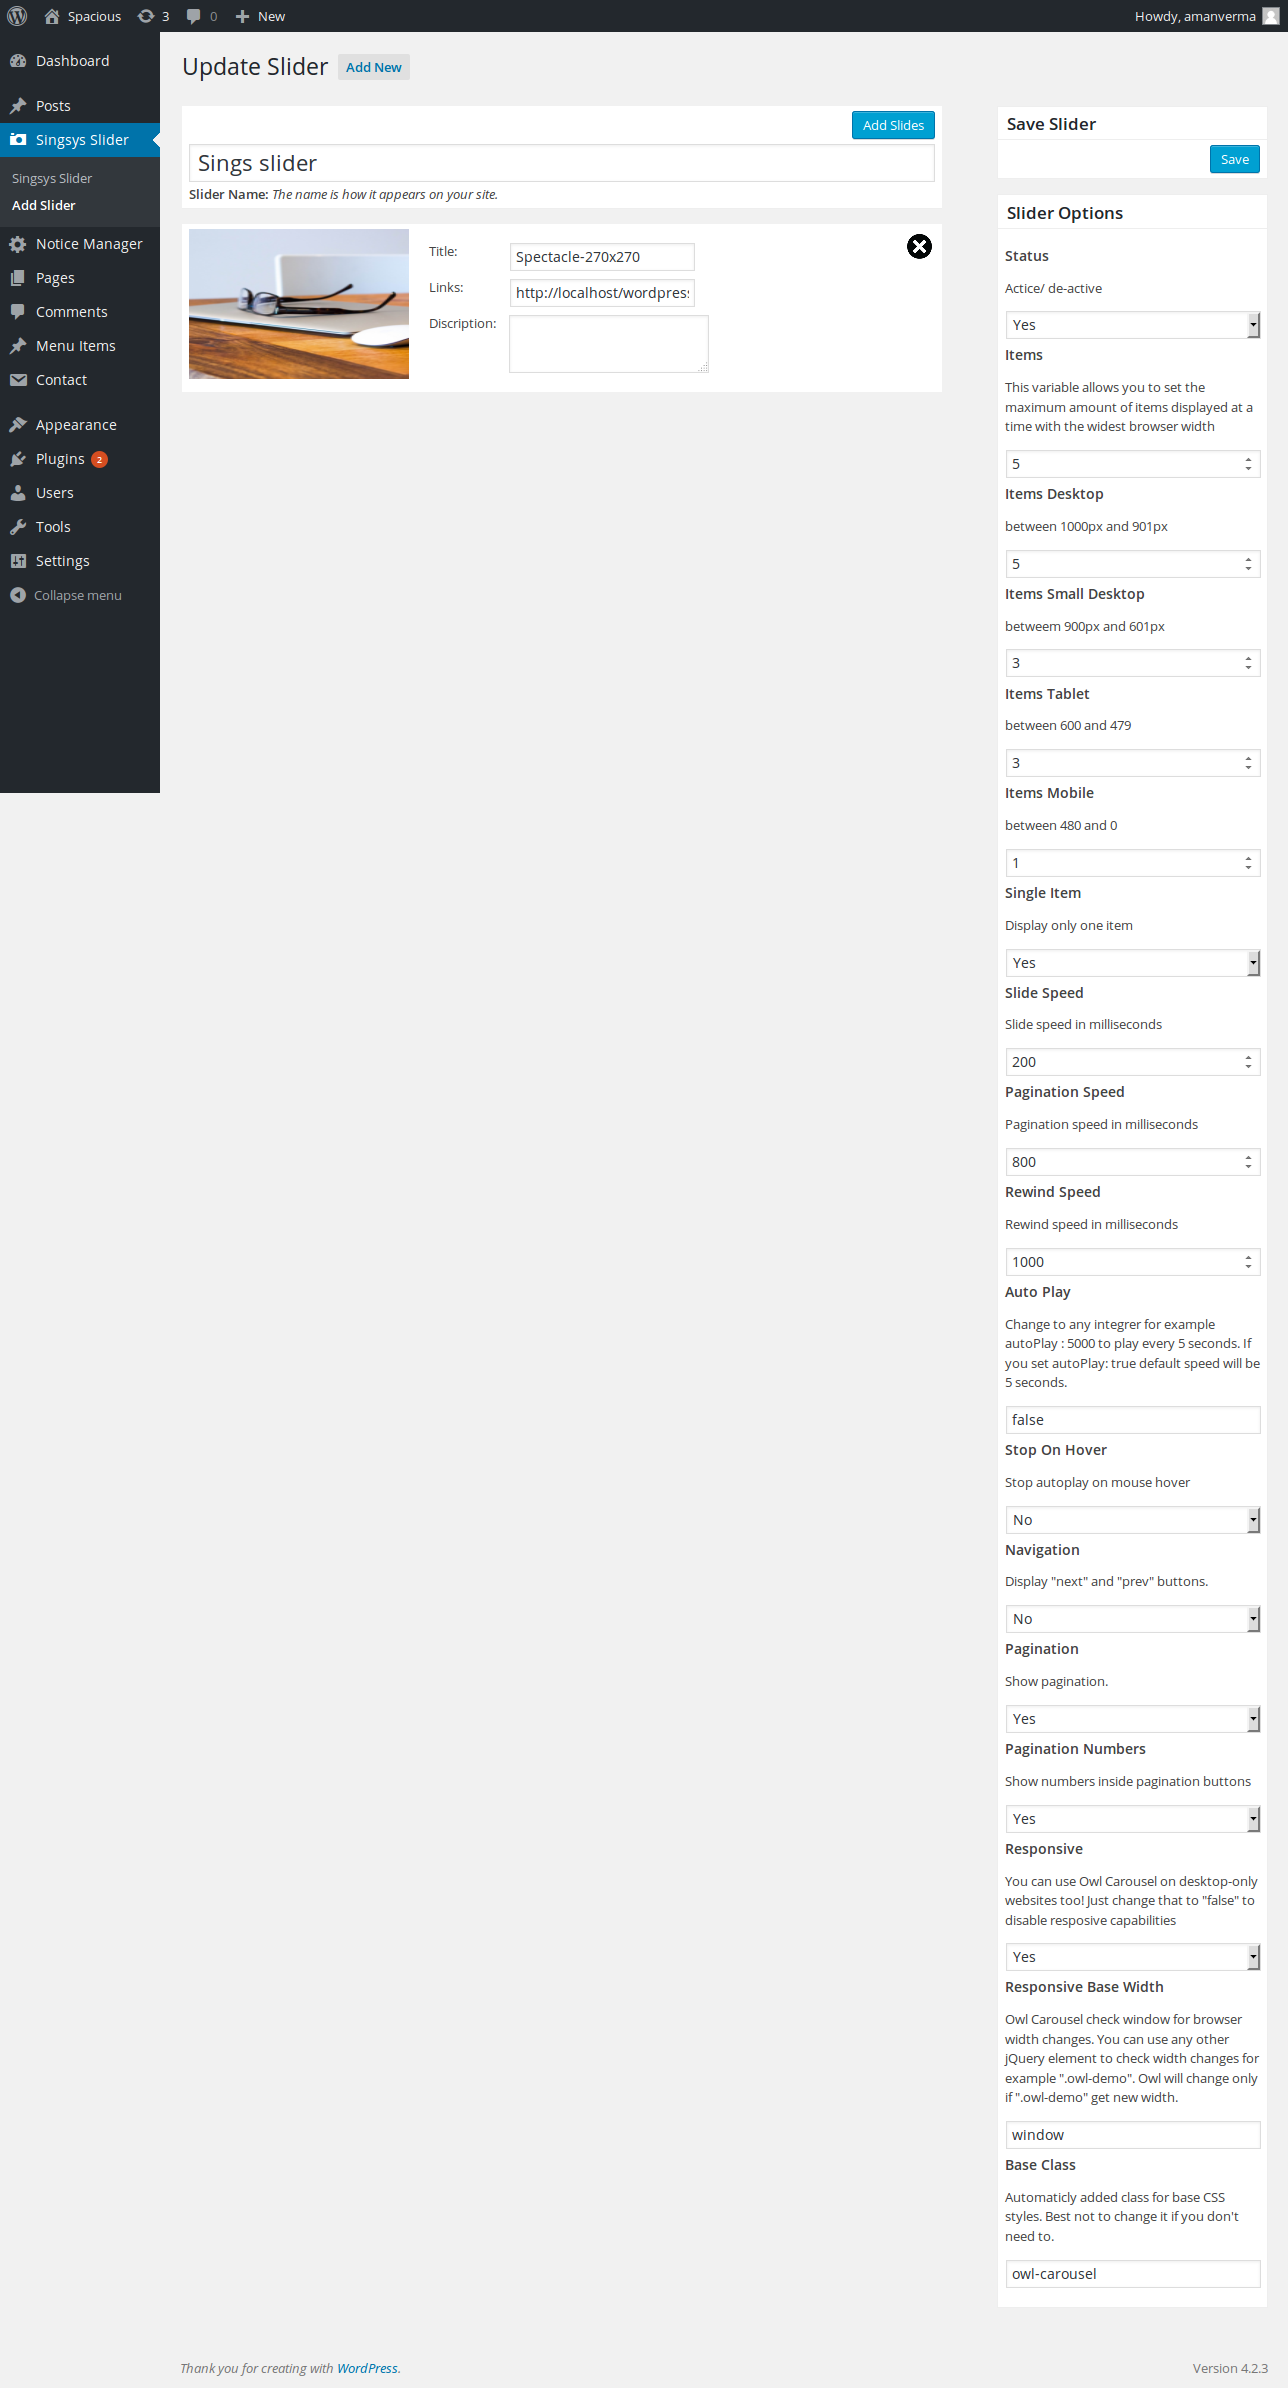 Spacious 3 0 New Howdy, amanverma
Dashboard
Posts
Singsys Slider
Singsys Slider
Add Slider
Notice Manager
Pages
Comments
Menu Items
Contact
Appearance
Plugins 2
Users
Tools
Settings
Collapse menu
Update Slider Add New
Add Slides
Sings slider
Slider Name: The name is how it appears on your site.
Title: Spectacle-270x270
Links: http://localhost/wordpres
Discription:
Save Slider
Save
Slider Options
Status
Actice/ de-active
Yes
Items
This variable allows you to set the
maximum amount of items displayed at a
time with the widest browser width
5
Items Desktop
between 1000px and 901px
5
Items Small Desktop
betweem 900px and 601px
3
Items Tablet
between 600 and 479
3
Items Mobile
between 480 and 0
1
Single Item
Display only one item
Yes
Slide Speed
Slide speed in milliseconds
200
Pagination Speed
Pagination speed in milliseconds
800
Rewind Speed
Rewind speed in milliseconds
1000
Auto Play
Change to any integrer for example
autoPlay : 5000 to play every 5 seconds. If
you set autoPlay: true default speed will be
5 seconds.
false
Stop On Hover
Stop autoplay on mouse hover
No
Navigation
Display "next" and "prev" buttons.
No
Pagination
Show pagination.
Yes
Pagination Numbers
Show numbers inside pagination buttons
Yes
Responsive
You can use Owl Carousel on desktop-only
websites too! Just change that to "false" to
disable resposive capabilities
Yes
Responsive Base Width
Owl Carousel check window for browser
width changes. You can use any other
jQuery element to check width changes for
example ".owl-demo". Owl will change only
if ".owl-demo" get new width.
window
Base Class
Automaticly added class for base CSS
styles. Best not to change it if you don't
need to.
owl-carousel
Thank you for creating with WordPress. Version 4.2.3